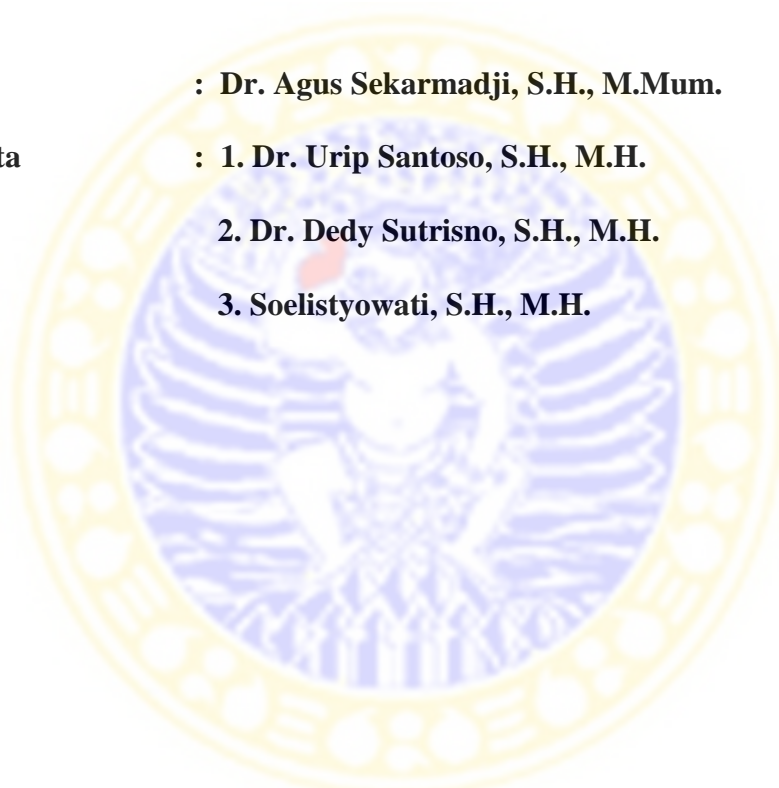 : Dr. Agus Sekarmadji, S.H., M.Mum.
ta : 1. Dr. Urip Santoso, S.H., M.H.
2. Dr. Dedy Sutrisno, S.H., M.H.
3. Soelistyowati, S.H., M.H.